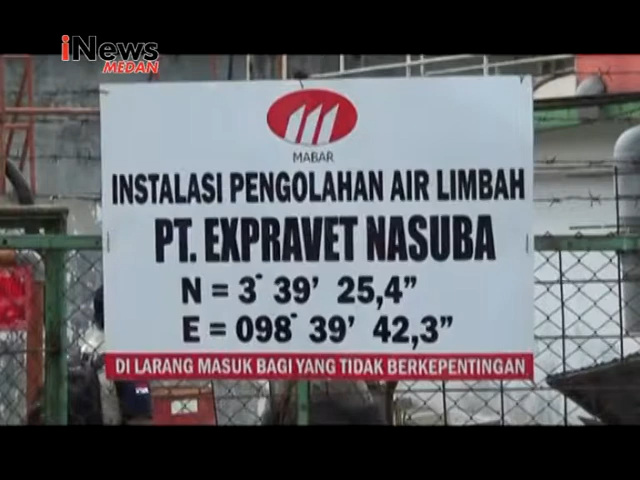 iNews
MEDAN
MABAR
INSTALASI PENGOLAHAN AIR LIMBAH
PT. EXPRAVET NASUBA
N = 3° 39' 25,4"
E = 098° 39' 42,3"
DI LARANG MASUK BAGI YANG TIDAK BERKEPENTINGAN